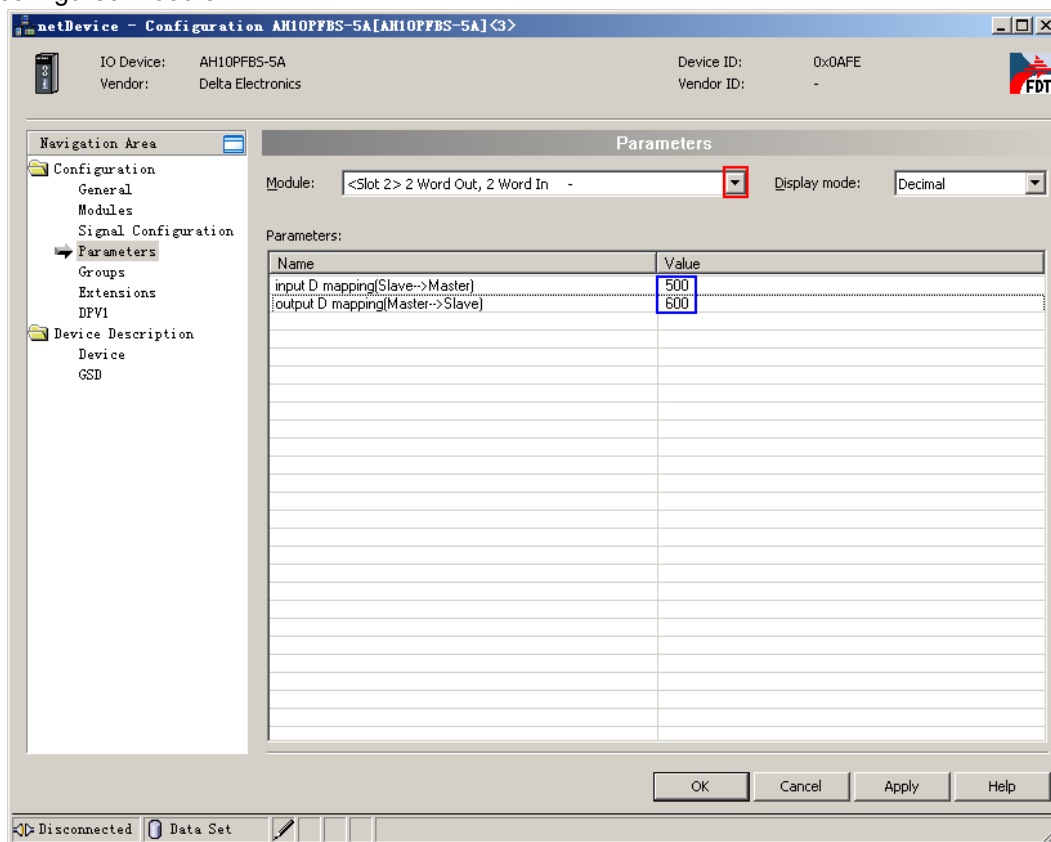 netDevice - Configuration AH10PFBS-5A[AH10PFBS-5A]<3>
IO Device: AH10PFBS-5A Device ID: 0x0AFE
Vendor: Delta Electronics Vendor ID: -
FDT
Navigation Area
Parameters
Configuration
General
Modules
Signal Configuration
Parameters
Groups
Extensions
DPV1
Device Description
Device
GSD
Module: <Slot 2> 2 Word Out, 2 Word In - Display mode: Decimal
Parameters:
Name Value
input D mapping(Slave-->Master) 500
output D mapping(Master-->Slave) 600
OK Cancel Apply Help
Disconnected Data Set